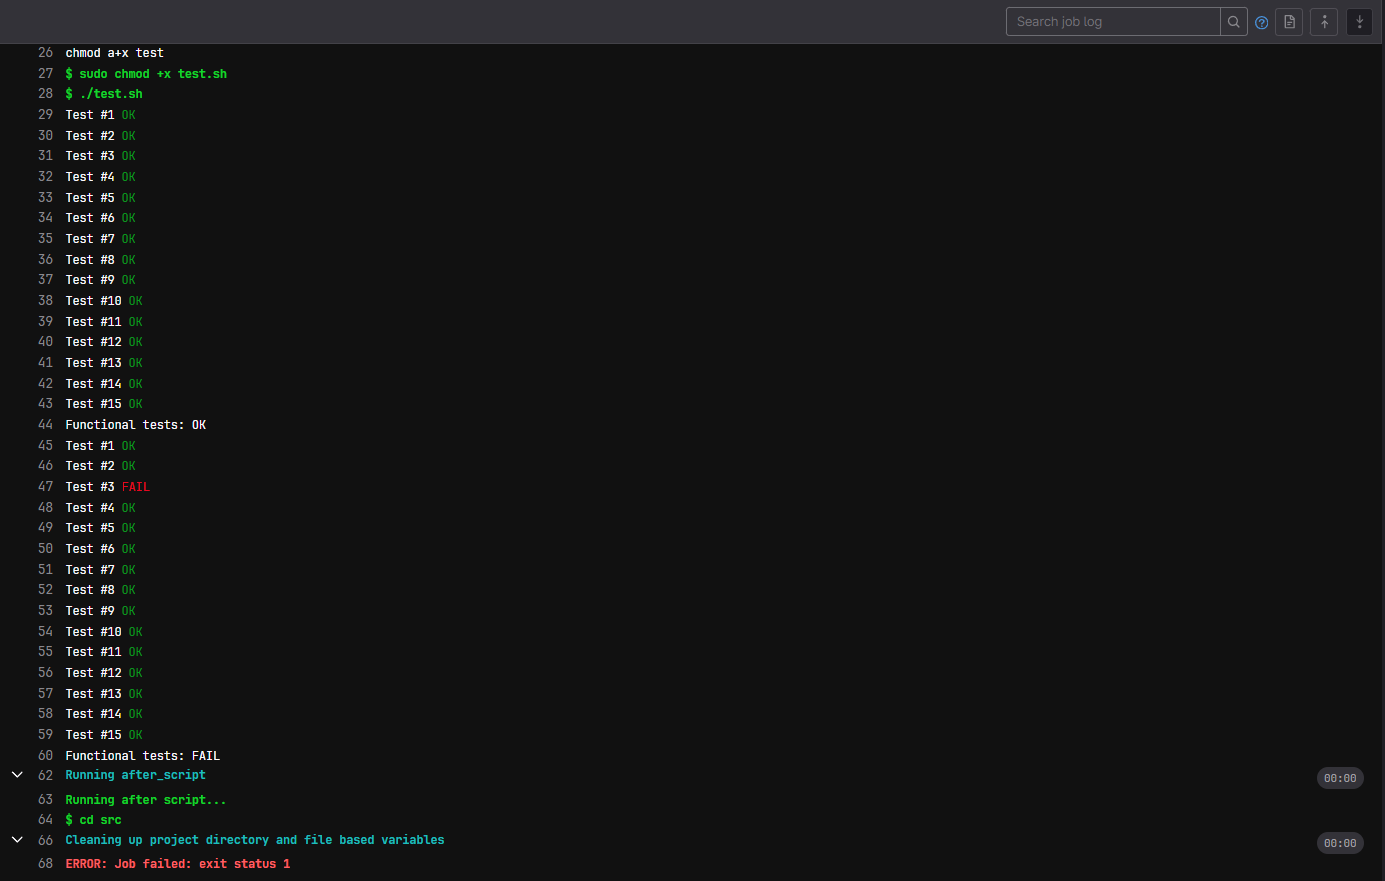 Search job log
26 chmod a+x test
27 $ sudo chmod +x test.sh
28 $ ./test.sh
29 Test #1 OK
30 Test #2 OK
31 Test #3 OK
32 Test #4 OK
33 Test #5 OK
34 Test #6 OK
35 Test #7 OK
36 Test #8 OK
37 Test #9 OK
38 Test #10 OK
39 Test #11 OK
40 Test #12 OK
41 Test #13 OK
42 Test #14 OK
43 Test #15 OK
44 Functional tests: OK
45 Test #1 OK
46 Test #2 OK
47 Test #3 FAIL
48 Test #4 OK
49 Test #5 OK
50 Test #6 OK
51 Test #7 OK
52 Test #8 OK
53 Test #9 OK
54 Test #10 OK
55 Test #11 OK
56 Test #12 OK
57 Test #13 OK
58 Test #14 OK
59 Test #15 OK
60 Functional tests: FAIL
62 Running after_script 00:00
63 Running after script...
64 $ cd src
66 Cleaning up project directory and file based variables 00:00
68 ERROR: Job failed: exit status 1